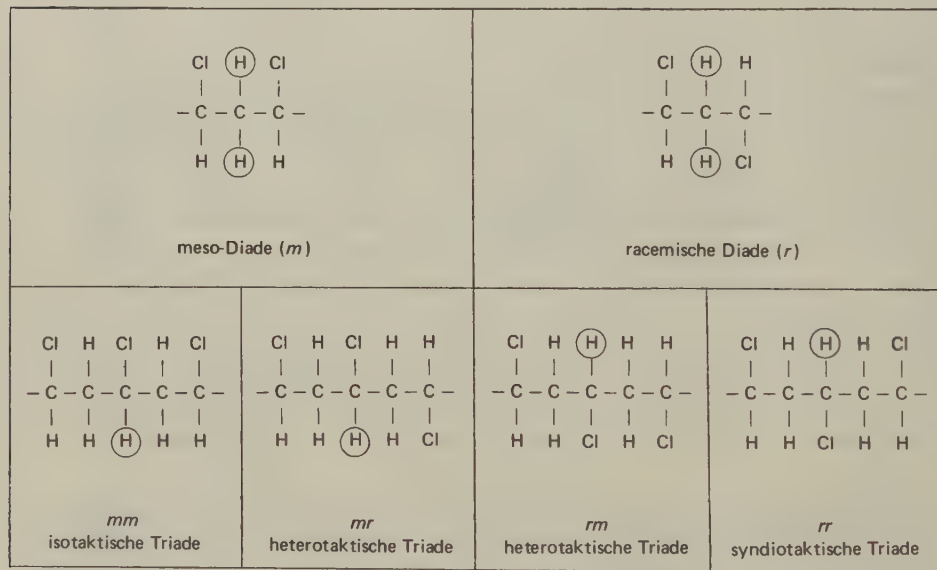 Cl H Cl
– C – C – C –
H H H
meso-Diade (m)
Cl H H
– C – C – C –
H H Cl
racemische Diade (r)
Cl H Cl H Cl
– C – C – C – C – C –
H H H H H
mm
isotaktische Triade
Cl H Cl H H
– C – C – C – C – C –
H H H H Cl
mr
heterotaktische Triade
Cl H H H H
– C – C – C – C – C –
H H Cl H Cl
rm
heterotaktische Triade
Cl H H H Cl
– C – C – C – C – C –
H H Cl H H
rr
syndiotaktische Triade